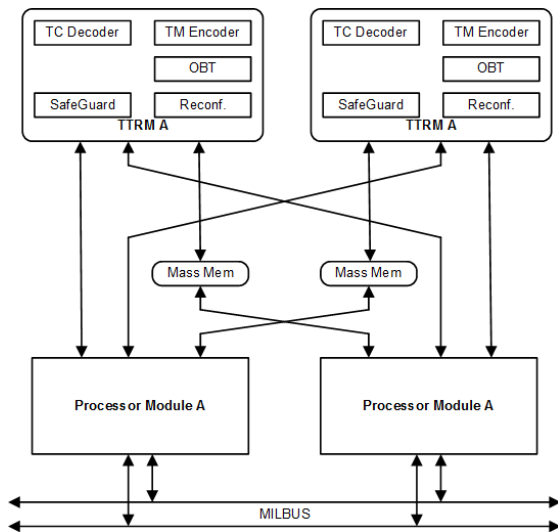 TC Decoder
TM Encoder
OBT
SafeGuard
Reconf.
TTRM A
TC Decoder
TM Encoder
OBT
SafeGuard
Reconf.
TTRM A
Mass Mem
Mass Mem
Processor Module A
Processor Module A
MILBUS